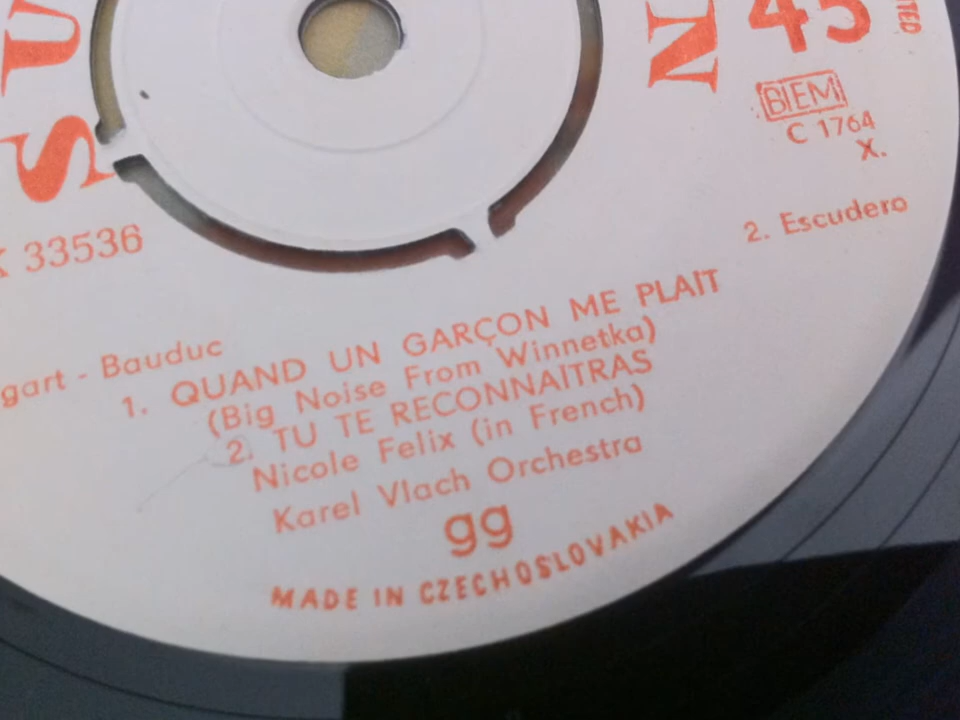 SU
N
45
BIEM
C 1764
X.
K 33536
2. Escudero
gart - Bauduc
1. QUAND UN GARÇON ME PLAIT
(Big Noise From Winnetka)
2. TU TE RECONNAITRAS
Nicole Felix (in French)
Karel Vlach Orchestra
gg
MADE IN CZECHOSLOVAKIA